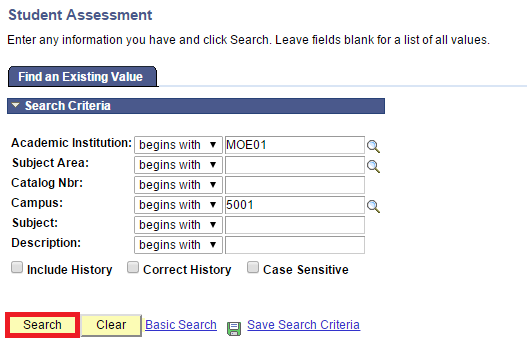 Student Assessment
Enter any information you have and click Search. Leave fields blank for a list of all values.
Find an Existing Value
Search Criteria
Academic Institution: begins with MOE01
Subject Area: begins with
Catalog Nbr: begins with
Campus: begins with 5001
Subject: begins with
Description: begins with
Include History Correct History Case Sensitive
Search Clear Basic Search Save Search Criteria